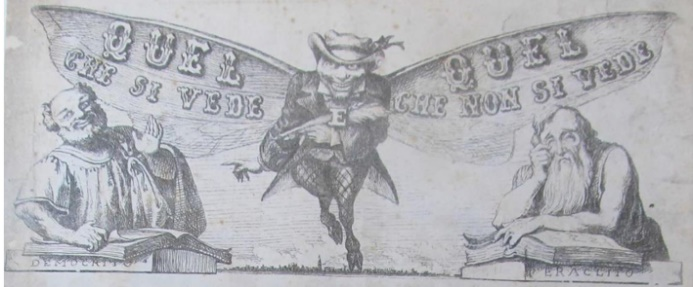 QUEL
CHE SI VEDE
E
QUEL
CHE NON SI VEDE
DEMOCRITO
ERACLITO